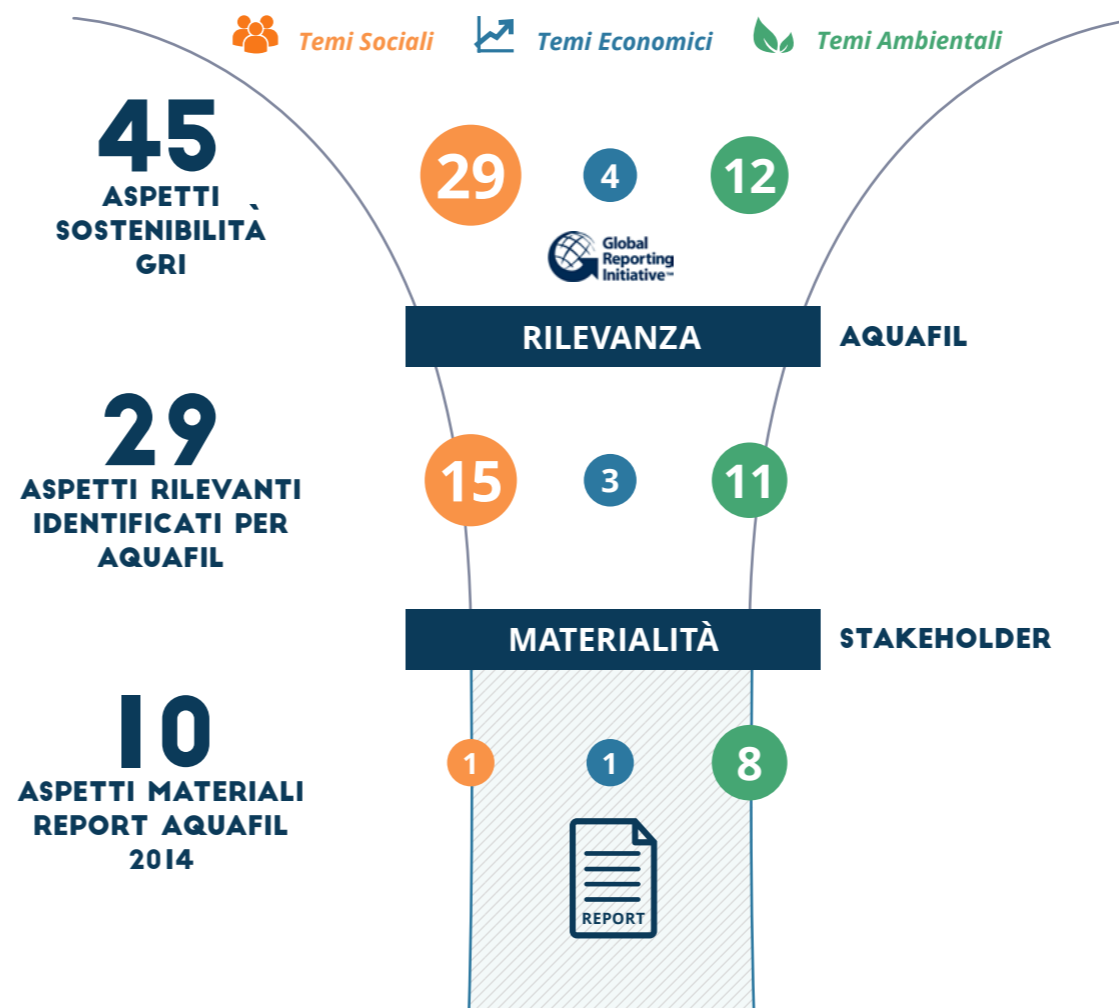 Temi Sociali Temi Economici Temi Ambientali
45
ASPETTI
SOSTENIBILITÀ
GRI
29 4 12
Global
Reporting
Initiative™
RILEVANZA
AQUAFIL
29
ASPETTI RILEVANTI
IDENTIFICATI PER
AQUAFIL
15 3 11
MATERIALITÀ
STAKEHOLDER
10
ASPETTI MATERIALI
REPORT AQUAFIL
2014
1 1 8
REPORT